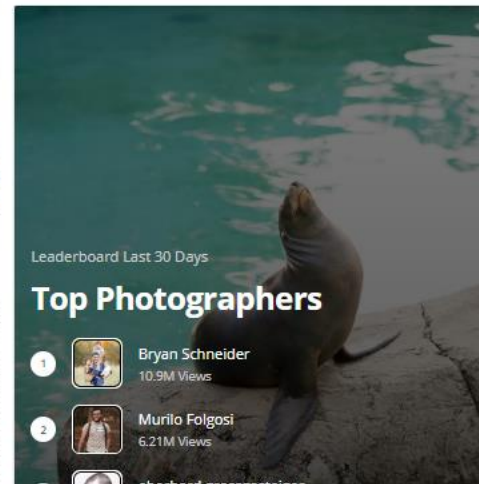 Leaderboard Last 30 Days
Top Photographers
1
Bryan Schneider
10.9M Views
2
Murilo Folgosi
6.21M Views